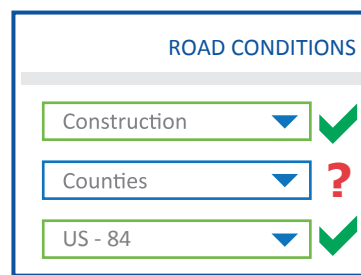 ROAD CONDITIONS
Construction
Counties
?
US - 84